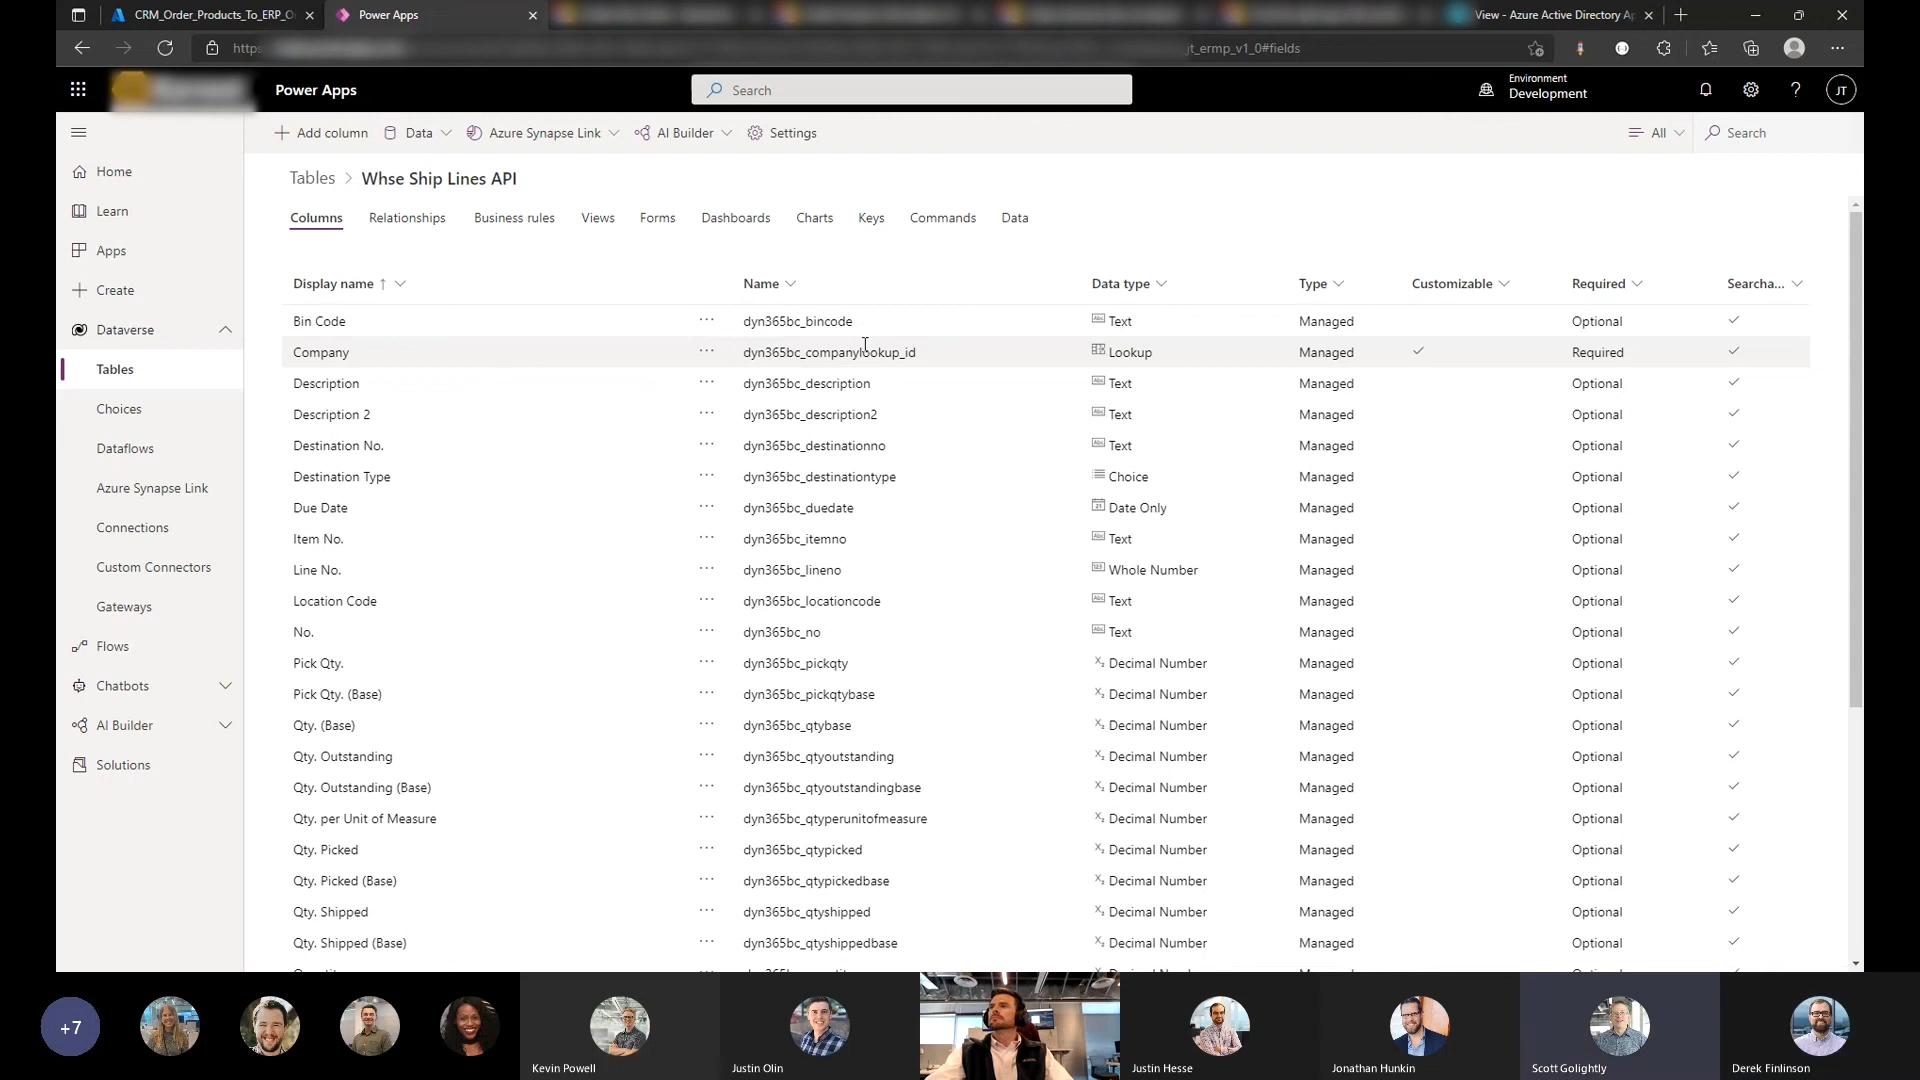 CRM_Order_Products_To_ERP_O
Power Apps
View - Azure Active Directory Ap
https
jt_ermp_v1_0#fields
Power Apps
Search
Environment
Development
JT
Add column
Data
Azure Synapse Link
AI Builder
Settings
All
Search
Home
Learn
Apps
Create
Dataverse
Tables
Choices
Dataflows
Azure Synapse Link
Connections
Custom Connectors
Gateways
Flows
Chatbots
AI Builder
Solutions
Tables > Whse Ship Lines API
Columns Relationships Business rules Views Forms Dashboards Charts Keys Commands Data
Display name ↑ Name Data type Type Customizable Required Searcha...
Bin Code ... dyn365bc_bincode Text Managed Optional
Company ... dyn365bc_companylookup_id Lookup Managed Required
Description ... dyn365bc_description Text Managed Optional
Description 2 ... dyn365bc_description2 Text Managed Optional
Destination No. ... dyn365bc_destinationno Text Managed Optional
Destination Type ... dyn365bc_destinationtype Choice Managed Optional
Due Date ... dyn365bc_duedate Date Only Managed Optional
Item No. ... dyn365bc_itemno Text Managed Optional
Line No. ... dyn365bc_lineno Whole Number Managed Optional
Location Code ... dyn365bc_locationcode Text Managed Optional
No. ... dyn365bc_no Text Managed Optional
Pick Qty. ... dyn365bc_pickqty Decimal Number Managed Optional
Pick Qty. (Base) ... dyn365bc_pickqtybase Decimal Number Managed Optional
Qty. (Base) ... dyn365bc_qtybase Decimal Number Managed Optional
Qty. Outstanding ... dyn365bc_qtyoutstanding Decimal Number Managed Optional
Qty. Outstanding (Base) ... dyn365bc_qtyoutstandingbase Decimal Number Managed Optional
Qty. per Unit of Measure ... dyn365bc_qtyperunitofmeasure Decimal Number Managed Optional
Qty. Picked ... dyn365bc_qtypicked Decimal Number Managed Optional
Qty. Picked (Base) ... dyn365bc_qtypickedbase Decimal Number Managed Optional
Qty. Shipped ... dyn365bc_qtyshipped Decimal Number Managed Optional
Qty. Shipped (Base) ... dyn365bc_qtyshippedbase Decimal Number Managed Optional
+7
Kevin Powell
Justin Olin
Justin Hesse
Jonathan Hunkin
Scott Golightly
Derek Finlinson